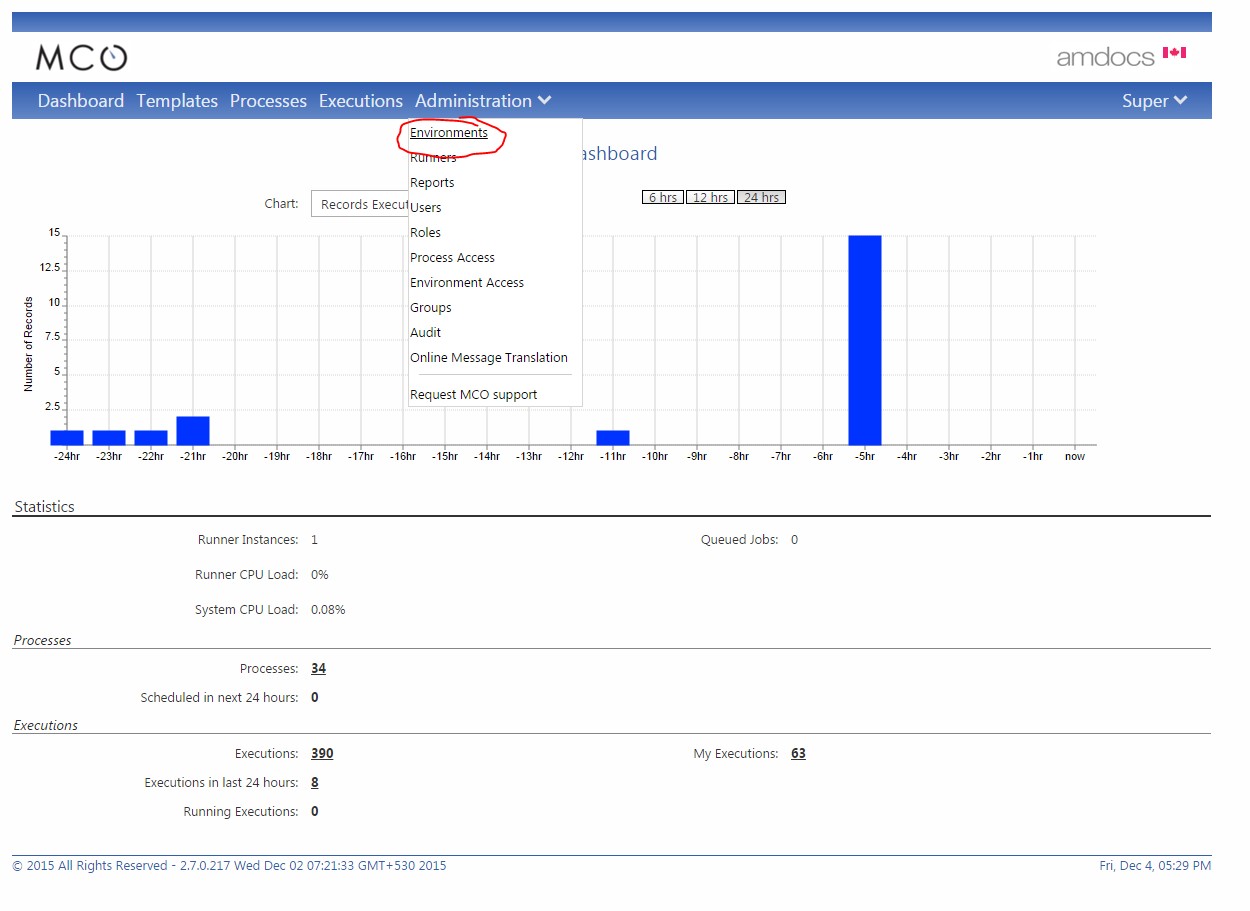 MCO
amdocs
Dashboard Templates Processes Executions Administration Super
Environments
Runners
Reports
Users
Roles
Process Access
Environment Access
Groups
Audit
Online Message Translation
Request MCO support
ashboard
Chart: Records Execut
6 hrs 12 hrs 24 hrs
Number of Records
15
12.5
10
7.5
5
2.5
-24hr -23hr -22hr -21hr -20hr -19hr -18hr -17hr -16hr -15hr -14hr -13hr -12hr -11hr -10hr -9hr -8hr -7hr -6hr -5hr -4hr -3hr -2hr -1hr now
Statistics
Runner Instances: 1 Queued Jobs: 0
Runner CPU Load: 0%
System CPU Load: 0.08%
Processes
Processes: 34
Scheduled in next 24 hours: 0
Executions
Executions: 390 My Executions: 63
Executions in last 24 hours: 8
Running Executions: 0
© 2015 All Rights Reserved - 2.7.0.217 Wed Dec 02 07:21:33 GMT+530 2015 Fri, Dec 4, 05:29 PM